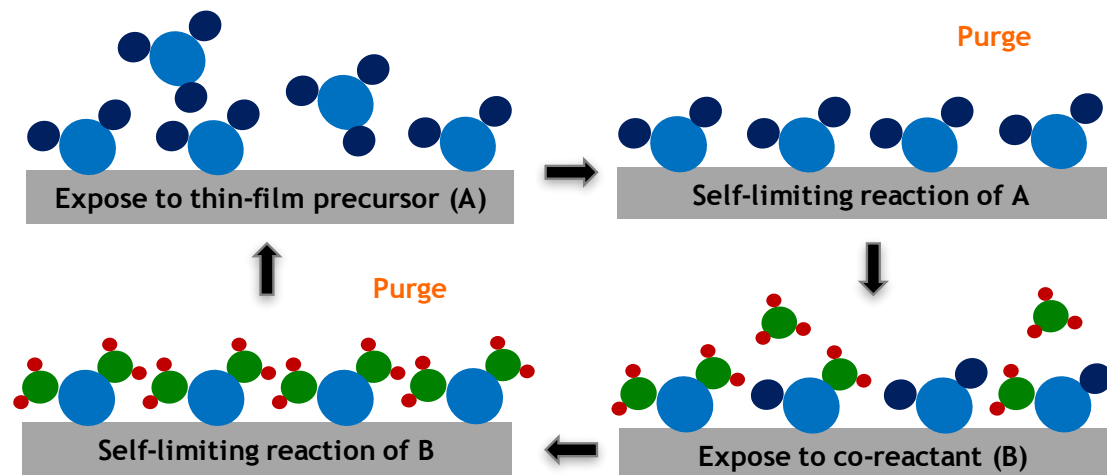 Purge
Expose to thin-film precursor (A)
Self-limiting reaction of A
Purge
Self-limiting reaction of B
Expose to co-reactant (B)